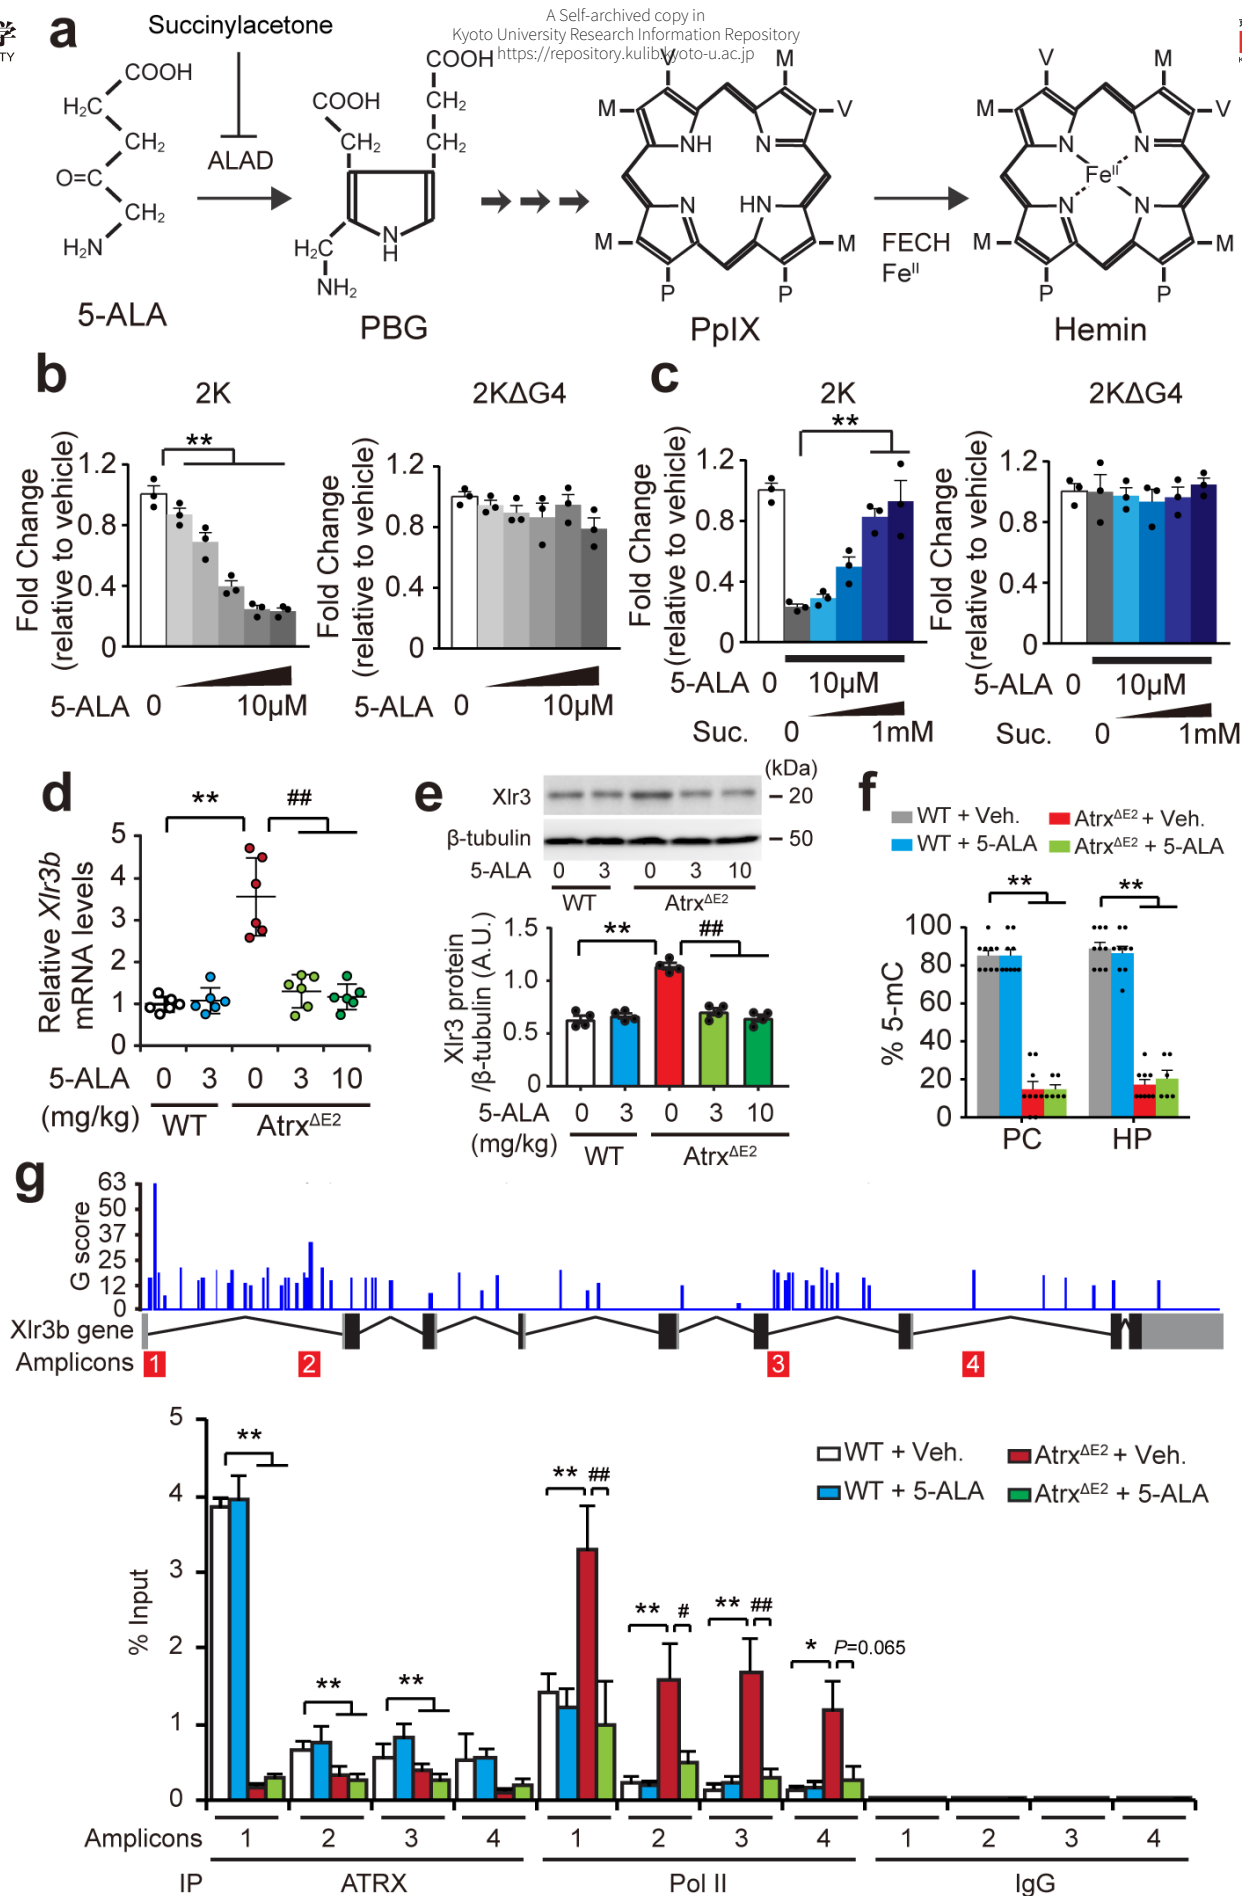 学
TY
A Self-archived copy in
Kyoto University Research Information Repository
https://repository.kulib.kyoto-u.ac.jp
a
Succinylacetone
COOH
H₂C
CH₂
O=C
CH₂
H₂N
5-ALA
ALAD
COOH
COOH
CH₂
CH₂
CH₂
H₂C
N
H
NH₂
PBG
V
M
M
V
NH
N
N
HN
M
M
P
P
PpIX
FECH
Feᴵᴵ
V
M
M
V
N
N
Feᴵᴵ
N
N
M
M
P
P
Hemin
b
2K
**
Fold Change
(relative to vehicle)
1.2
0.8
0.4
0
5-ALA 0 10μM
2KΔG4
Fold Change
(relative to vehicle)
1.2
0.8
0.4
0
5-ALA 0 10μM
c
2K
**
Fold Change
(relative to vehicle)
1.2
0.8
0.4
0
5-ALA 0 10μM
Suc. 0 1mM
2KΔG4
Fold Change
(relative to vehicle)
1.2
0.8
0.4
0
5-ALA 0 10μM
Suc. 0 1mM
d
** ##
Relative Xlr3b
mRNA levels
5
4
3
2
1
0
5-ALA 0 3 0 3 10
(mg/kg)
WT AtrxΔE2
e
(kDa)
Xlr3 – 20
β-tubulin – 50
5-ALA 0 3 0 3 10
WT AtrxΔE2
Xlr3 protein
/β-tubulin (A.U.)
1.5
1.0
0.5
0
** ##
5-ALA 0 3 0 3 10
(mg/kg)
WT AtrxΔE2
f
WT + Veh. AtrxΔE2 + Veh.
WT + 5-ALA AtrxΔE2 + 5-ALA
** **
% 5-mC
100
80
60
40
20
0
PC HP
g
G score
63
50
37
25
12
0
Xlr3b gene
Amplicons 1 2 3 4
% Input
5
4
3
2
1
0
WT + Veh. AtrxΔE2 + Veh.
WT + 5-ALA AtrxΔE2 + 5-ALA
**
** **
** ##
** #
** ##
* P=0.065
Amplicons 1 2 3 4 1 2 3 4 1 2 3 4
IP ATRX Pol II IgG